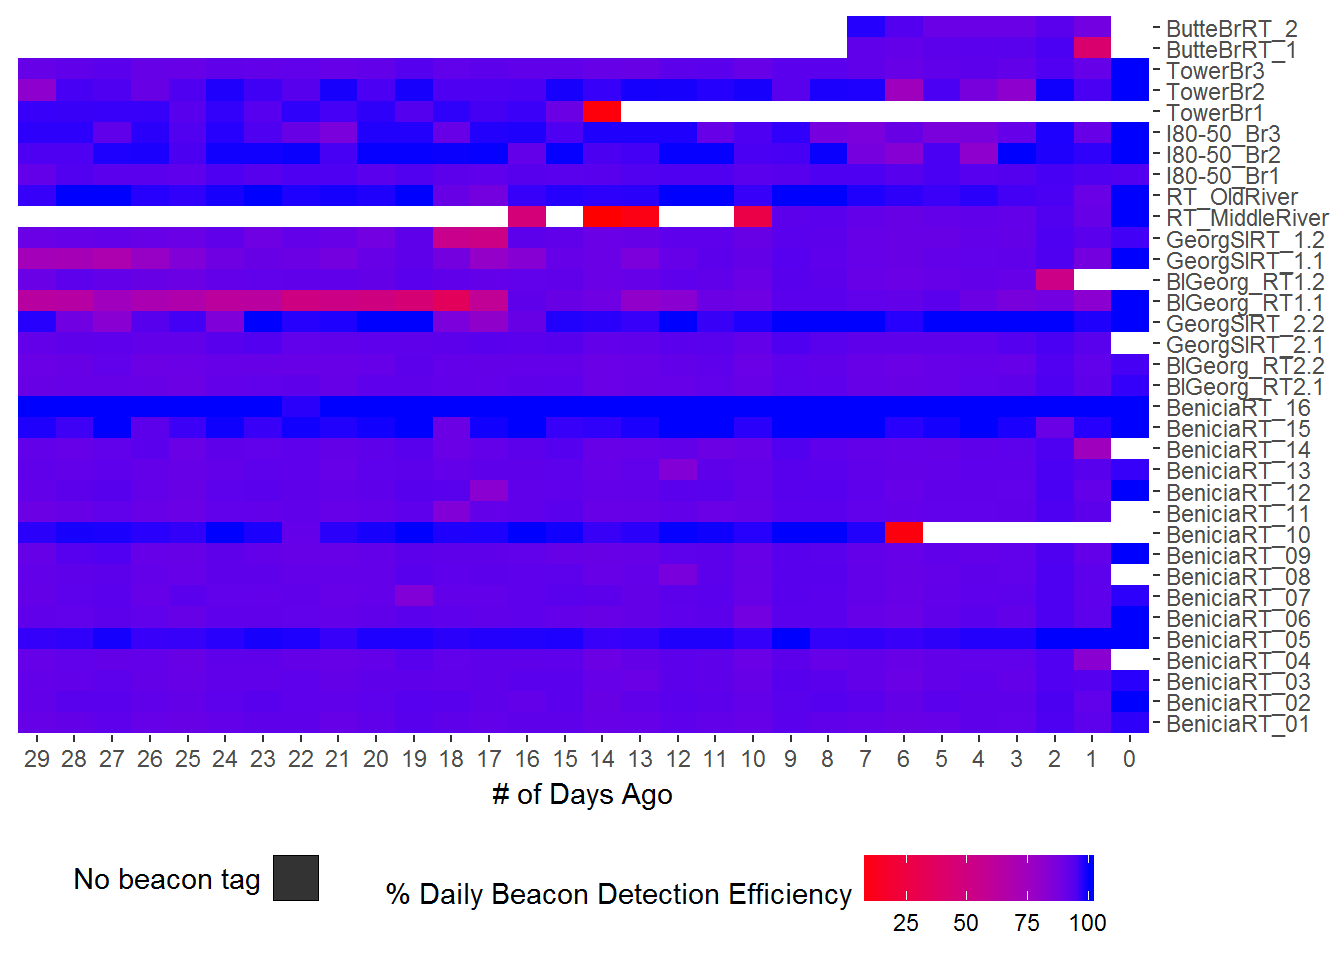 ButteBrRT_2
ButteBrRT_1
TowerBr3
TowerBr2
TowerBr1
I80-50_Br3
I80-50_Br2
I80-50_Br1
RT_OldRiver
RT_MiddleRiver
GeorgSlRT_1.2
GeorgSlRT_1.1
BlGeorg_RT1.2
BlGeorg_RT1.1
GeorgSlRT_2.2
GeorgSlRT_2.1
BlGeorg_RT2.2
BlGeorg_RT2.1
BeniciaRT_16
BeniciaRT_15
BeniciaRT_14
BeniciaRT_13
BeniciaRT_12
BeniciaRT_11
BeniciaRT_10
BeniciaRT_09
BeniciaRT_08
BeniciaRT_07
BeniciaRT_06
BeniciaRT_05
BeniciaRT_04
BeniciaRT_03
BeniciaRT_02
BeniciaRT_01
29 28 27 26 25 24 23 22 21 20 19 18 17 16 15 14 13 12 11 10 9 8 7 6 5 4 3 2 1 0
# of Days Ago
No beacon tag
% Daily Beacon Detection Efficiency
25 50 75 100